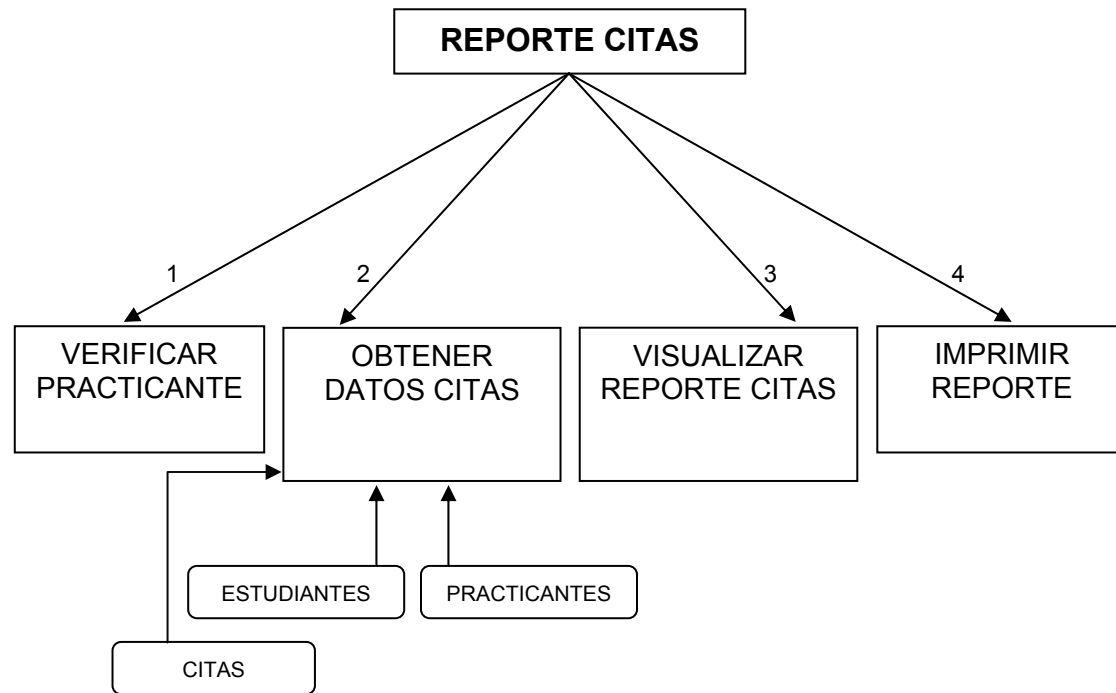 REPORTE CITAS
1
2
3
4
VERIFICAR
PRACTICANTE
OBTENER
DATOS CITAS
VISUALIZAR
REPORTE CITAS
IMPRIMIR
REPORTE
ESTUDIANTES
PRACTICANTES
CITAS